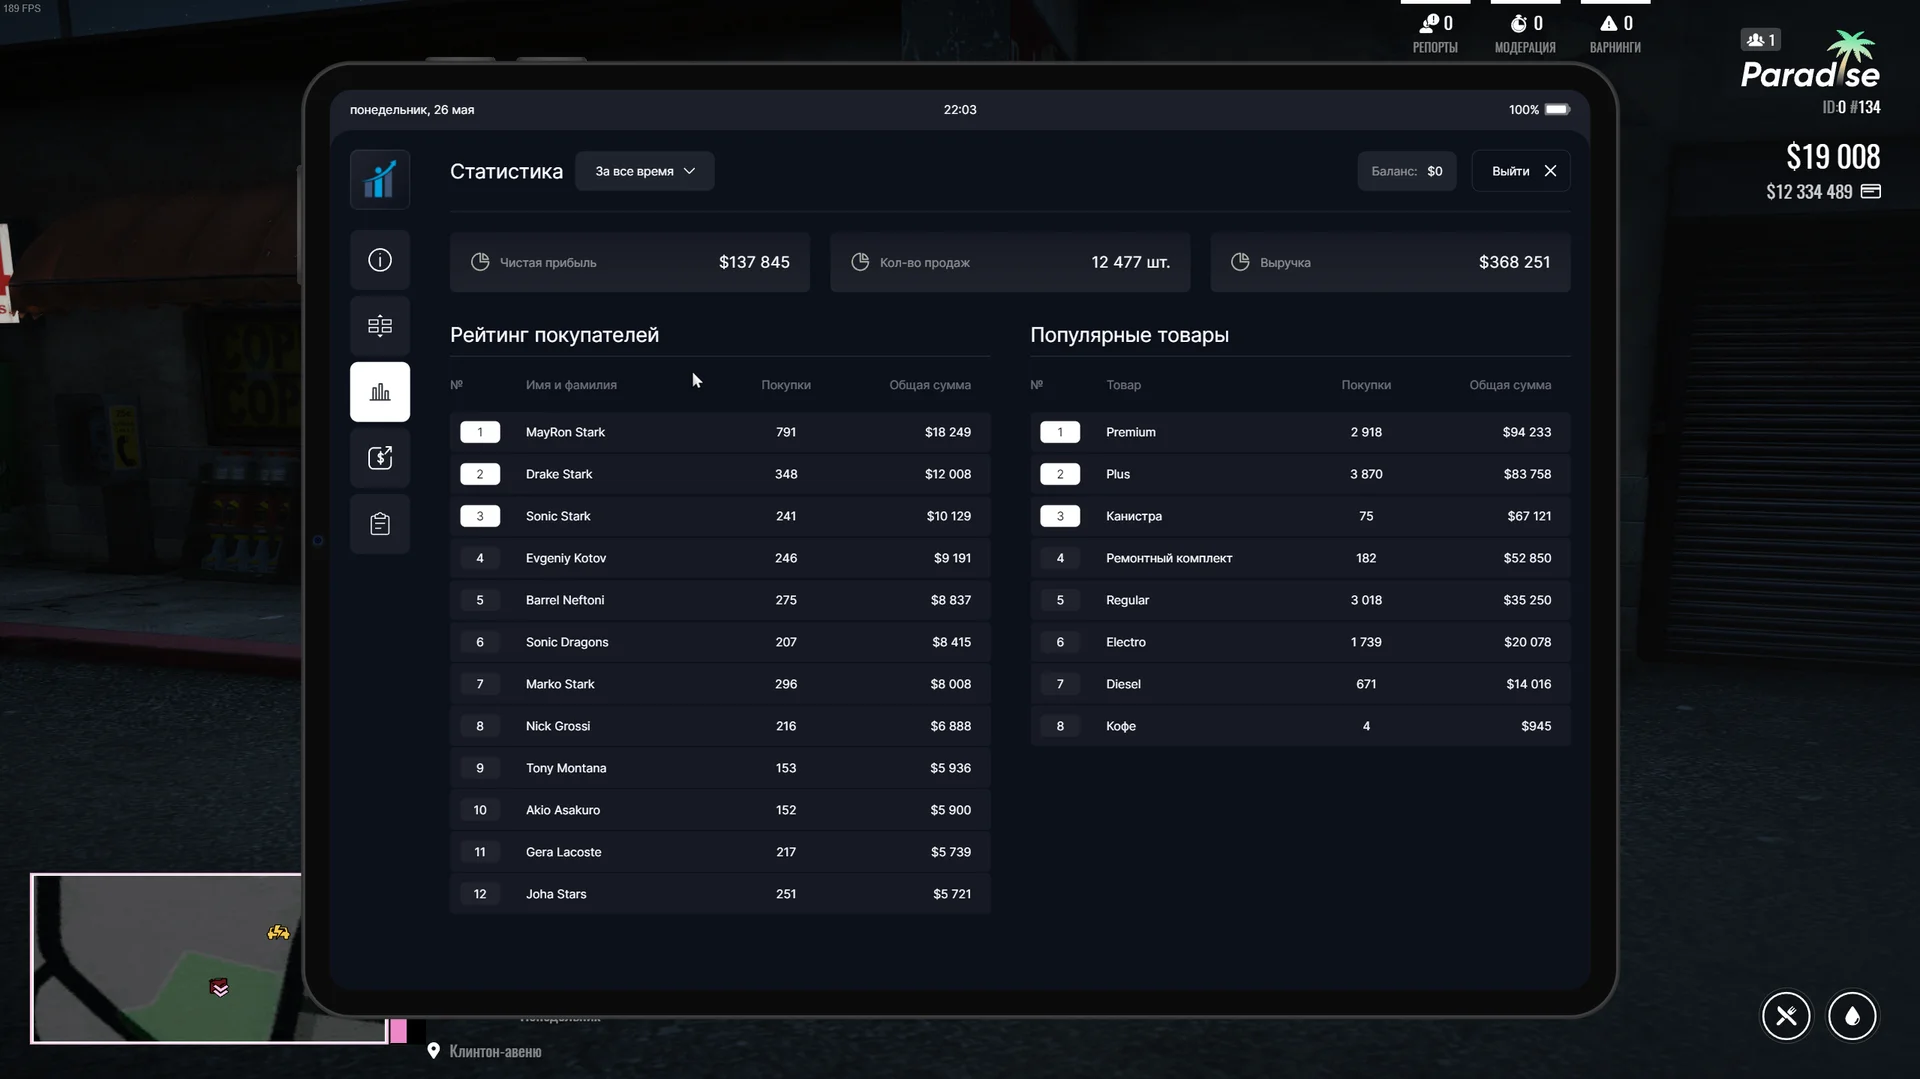 189 FPS
0
РЕПОРТЫ
0
МОДЕРАЦИЯ
0
ВАРНИНГИ
1
Paradise
ID:0 #134
$19 008
$12 334 489
понедельник, 26 мая
22:03
100%
Статистика
За все время
Баланс: $0
Выйти
Чистая прибыль $137 845
Кол-во продаж 12 477 шт.
Выручка $368 251
Рейтинг покупателей
№ Имя и фамилия Покупки Общая сумма
1 MayRon Stark 791 $18 249
2 Drake Stark 348 $12 008
3 Sonic Stark 241 $10 129
4 Evgeniy Kotov 246 $9 191
5 Barrel Neftoni 275 $8 837
6 Sonic Dragons 207 $8 415
7 Marko Stark 296 $8 008
8 Nick Grossi 216 $6 888
9 Tony Montana 153 $5 936
10 Akio Asakuro 152 $5 900
11 Gera Lacoste 217 $5 739
12 Joha Stars 251 $5 721
Популярные товары
№ Товар Покупки Общая сумма
1 Premium 2 918 $94 233
2 Plus 3 870 $83 758
3 Канистра 75 $67 121
4 Ремонтный комплект 182 $52 850
5 Regular 3 018 $35 250
6 Electro 1 739 $20 078
7 Diesel 671 $14 016
8 Кофе 4 $945
Клинтон-авеню